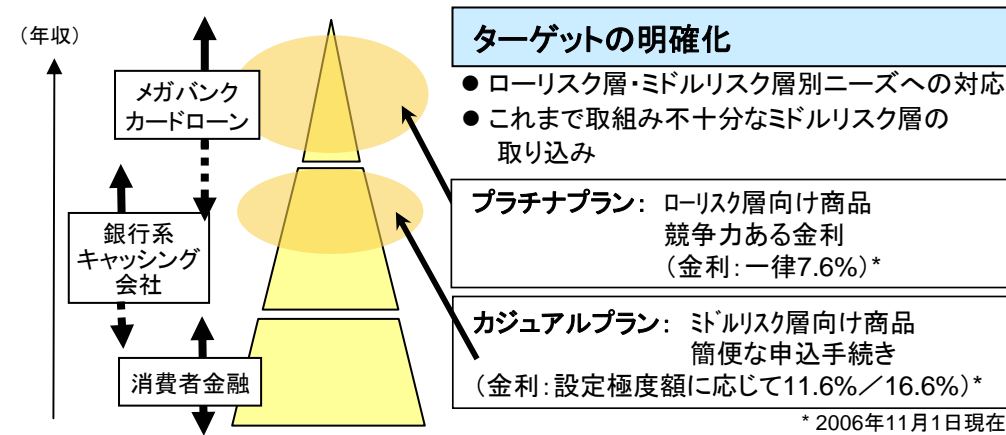 (年収)
メガバンク
カードローン
銀行系
キャッシング
会社
消費者金融
ターゲットの明確化
● ローリスク層・ミドルリスク層別ニーズへの対応
● これまで取組み不十分なミドルリスク層の
取り込み
プラチナプラン: ローリスク層向け商品
競争力ある金利
(金利:一律7.6%)*
カジュアルプラン: ミドルリスク層向け商品
簡便な申込手続き
(金利:設定極度額に応じて11.6%/16.6%)*
* 2006年11月1日現在